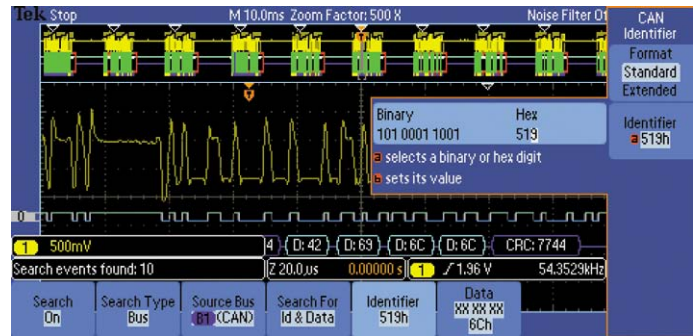 Tek Stop M 10.0ms Zoom Factor: 500 X Noise Filter Of
CAN
Identifier
Format
Standard
Extended
Identifier
a 519h
Binary Hex
101 0001 1001 519
a selects a binary or hex digit
b sets its value
1 500mV
4 D: 42 D: 69 D: 6C D: 6C CRC: 7744
Search events found: 10
Z 20.0µs 0.00000 s 1 1.96 V 54.3529kHz
Search
On
Search Type
Bus
Source Bus
B1 (CAN)
Search For
Id & Data
Identifier
519h
Data
XX XX XX
6Ch